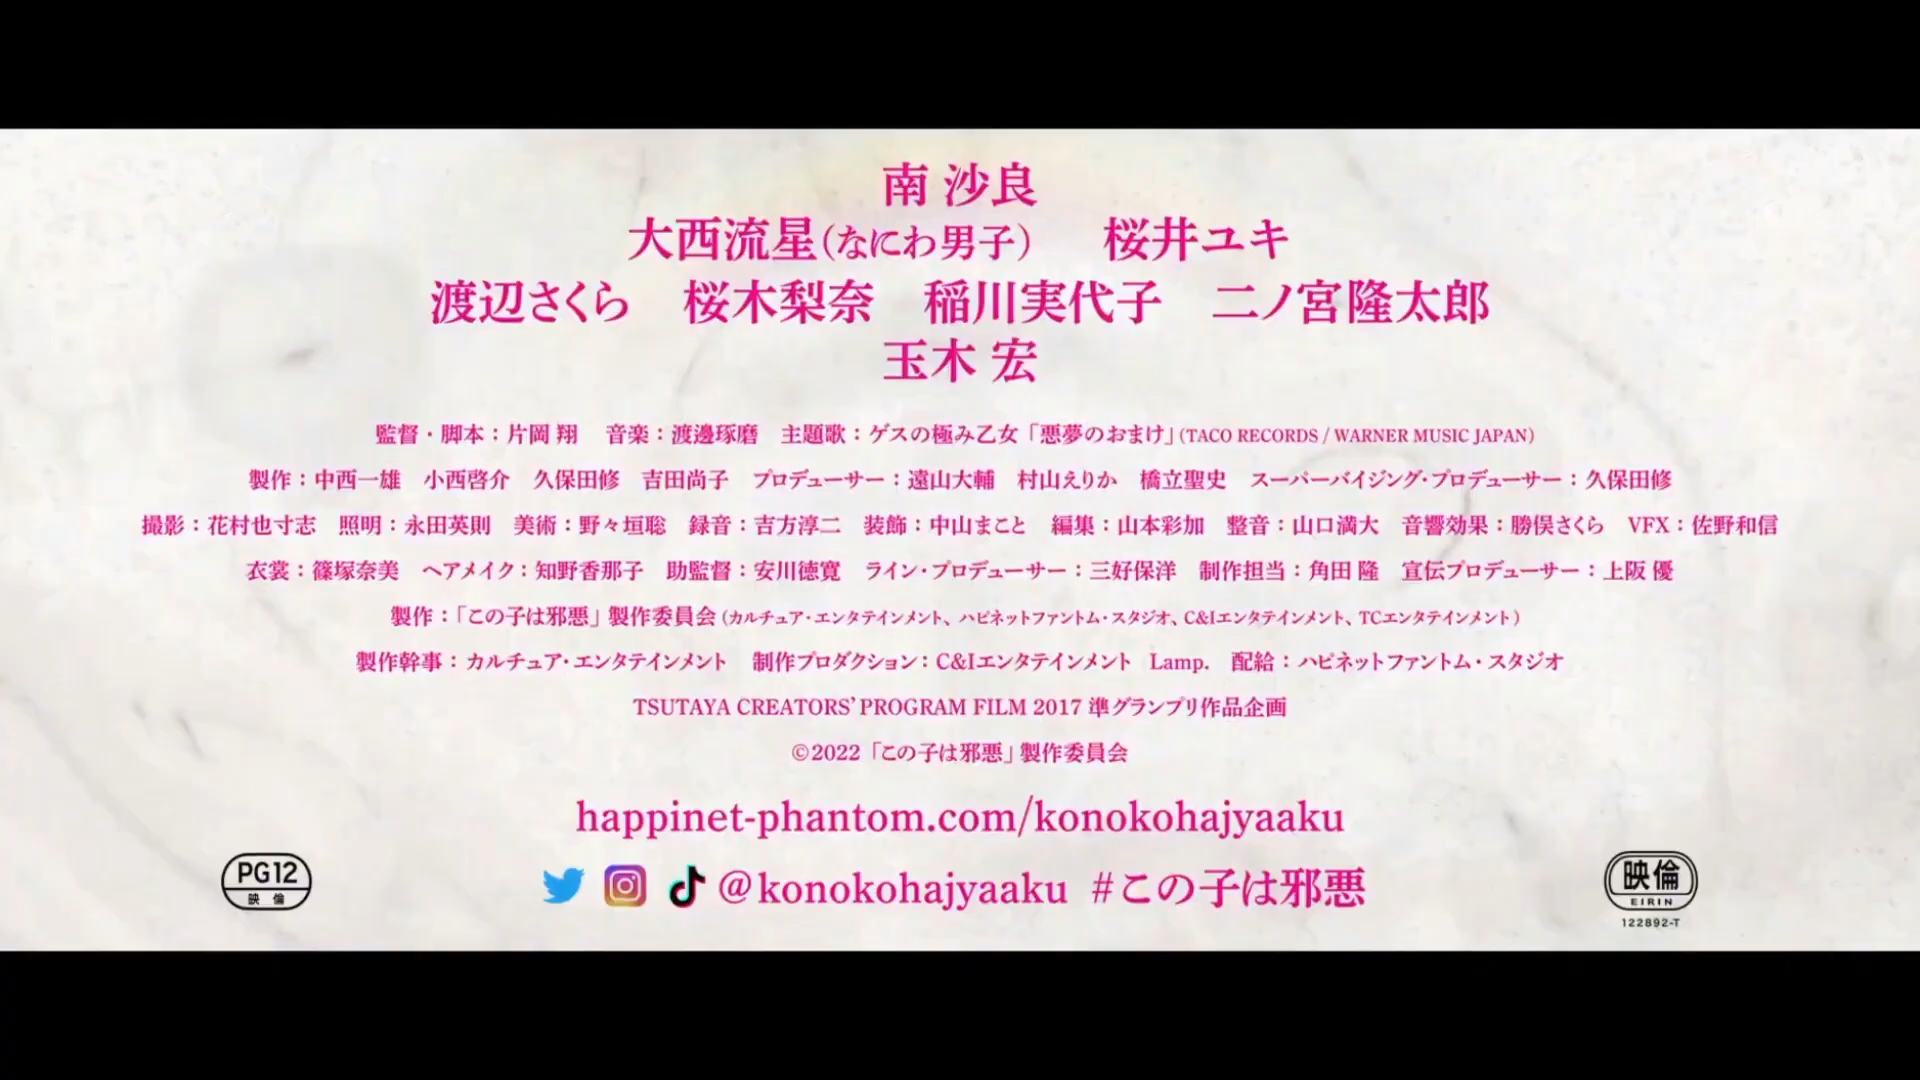 南 沙良
大西流星(なにわ男子) 桜井ユキ
渡辺さくら 桜木梨奈 稲川実代子 二ノ宮隆太郎
玉木 宏
監督・脚本：片岡 翔 音楽：渡邊琢磨 主題歌：ゲスの極み乙女「悪夢のおまけ」(TACO RECORDS / WARNER MUSIC JAPAN)
製作：中西一雄 小西啓介 久保田修 吉田尚子 プロデューサー：遠山大輔 村山えりか 橋立聖史 スーパーバイジング・プロデューサー：久保田修
撮影：花村也寸志 照明：永田英則 美術：野々垣聡 録音：吉方淳二 装飾：中山まこと 編集：山本彩加 整音：山口満大 音響効果：勝俣さくら VFX：佐野和信
衣裳：篠塚奈美 ヘアメイク：知野香那子 助監督：安川徳寛 ライン・プロデューサー：三好保洋 制作担当：角田 隆 宣伝プロデューサー：上阪 優
製作：「この子は邪悪」製作委員会(カルチュア・エンタテインメント、ハピネットファントム・スタジオ、C&Iエンタテインメント、TCエンタテインメント)
製作幹事：カルチュア・エンタテインメント 制作プロダクション：C&Iエンタテインメント Lamp. 配給：ハピネットファントム・スタジオ
TSUTAYA CREATORS' PROGRAM FILM 2017 準グランプリ作品企画
©2022「この子は邪悪」製作委員会
happinet-phantom.com/konokohajyaaku
@konokohajyaaku #この子は邪悪
PG12
映倫
映倫
EIRIN
122892-T